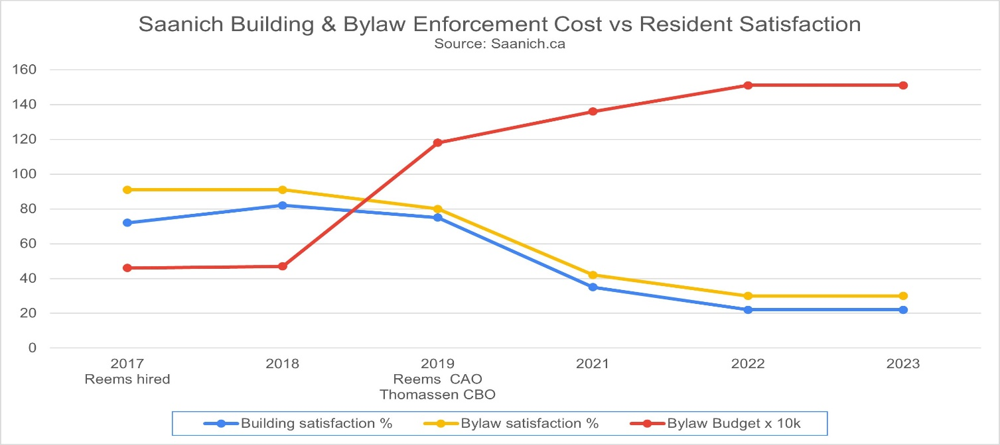 Saanich Building & Bylaw Enforcement Cost vs Resident Satisfaction
Source: Saanich.ca
160
140
120
100
80
60
40
20
0
2017 2018 2019 2021 2022 2023
Reems hired Reems CAO
Thomassen CBO
Building satisfaction % Bylaw satisfaction % Bylaw Budget x 10k